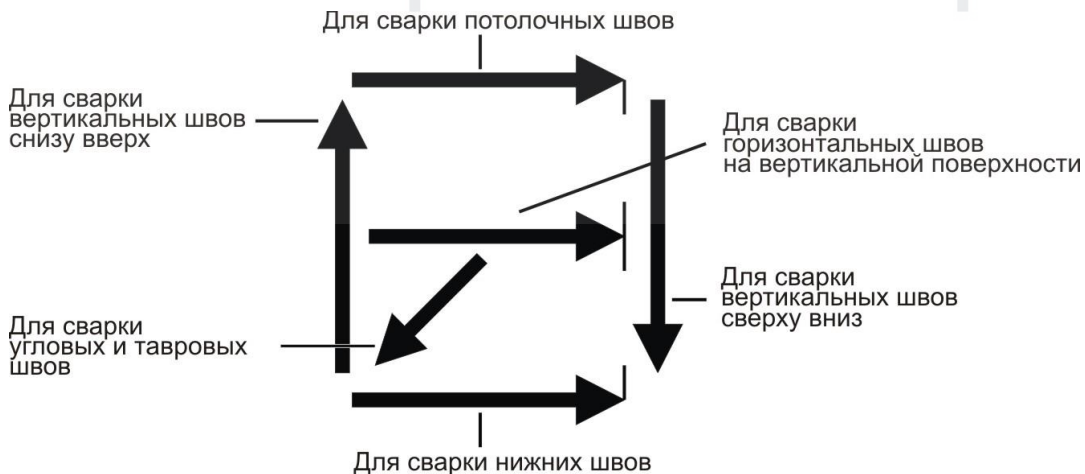 Для сварки потолочных швов
Для сварки
вертикальных швов
снизу вверх
Для сварки
горизонтальных швов
на вертикальной поверхности
Для сварки
вертикальных швов
сверху вниз
Для сварки
угловых и тавровых
швов
Для сварки нижних швов